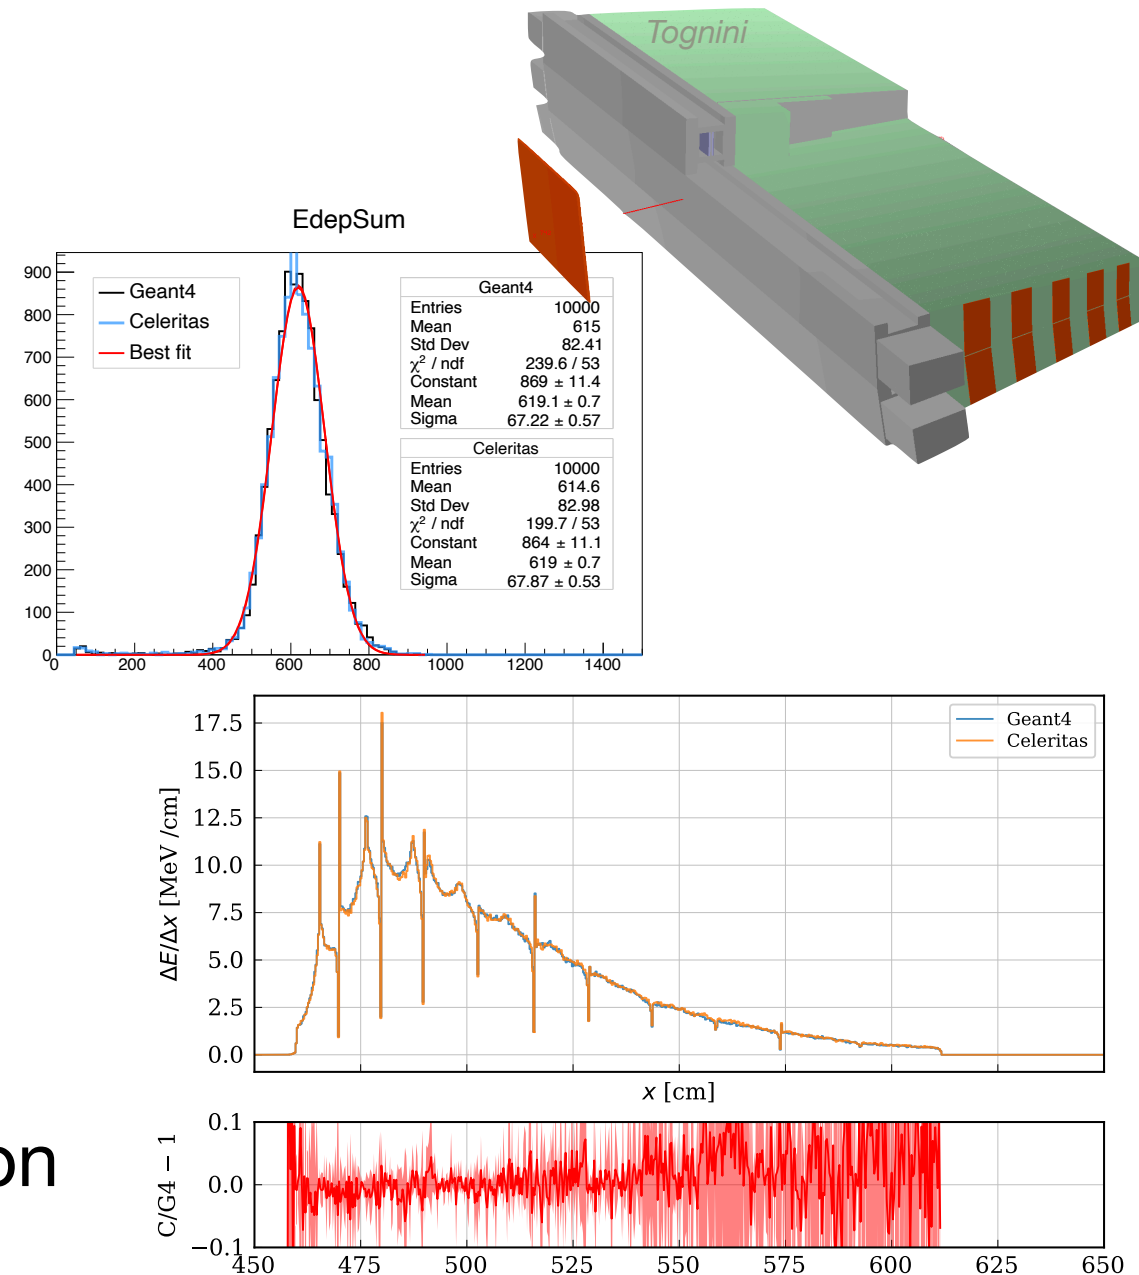 Tognini
EdepSum
900
800
700
600
500
400
300
200
100
0
0 200 400 600 800 1000 1200 1400
Geant4
Celeritas
Best fit
Geant4
Entries 10000
Mean 615
Std Dev 82.41
χ² / ndf 239.6 / 53
Constant 869 ± 11.4
Mean 619.1 ± 0.7
Sigma 67.22 ± 0.57
Celeritas
Entries 10000
Mean 614.6
Std Dev 82.98
χ² / ndf 199.7 / 53
Constant 864 ± 11.1
Mean 619 ± 0.7
Sigma 67.87 ± 0.53
17.5
15.0
12.5
10.0
7.5
5.0
2.5
0.0
ΔE/Δx [MeV /cm]
Geant4
Celeritas
x [cm]
on
C/G4 − 1
0.1
0.0
−0.1
450 475 500 525 550 575 600 625 650